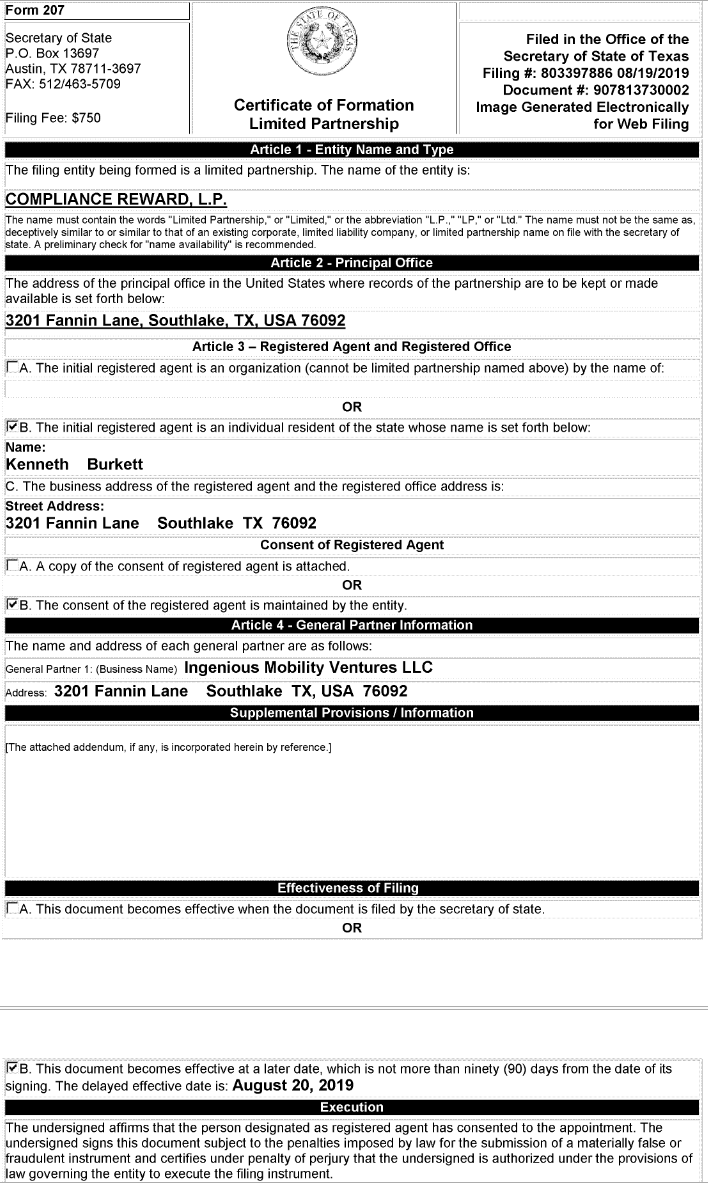 Form 207
Secretary of State
P.O. Box 13697
Austin, TX 78711-3697
FAX: 512/463-5709
Filing Fee: $750
THE STATE OF TEXAS
Certificate of Formation
Limited Partnership
Filed in the Office of the
Secretary of State of Texas
Filing #: 803397886 08/19/2019
Document #: 907813730002
Image Generated Electronically
for Web Filing
Article 1 - Entity Name and Type
The filing entity being formed is a limited partnership. The name of the entity is:
COMPLIANCE REWARD, L.P.
The name must contain the words "Limited Partnership," or "Limited," or the abbreviation "L.P.," "LP," or "Ltd." The name must not be the same as,
deceptively similar to or similar to that of an existing corporate, limited liability company, or limited partnership name on file with the secretary of
state. A preliminary check for "name availability" is recommended.
Article 2 - Principal Office
The address of the principal office in the United States where records of the partnership are to be kept or made
available is set forth below:
3201 Fannin Lane, Southlake, TX, USA 76092
Article 3 – Registered Agent and Registered Office
A. The initial registered agent is an organization (cannot be limited partnership named above) by the name of:
OR
B. The initial registered agent is an individual resident of the state whose name is set forth below:
Name:
Kenneth Burkett
C. The business address of the registered agent and the registered office address is:
Street Address:
3201 Fannin Lane Southlake TX 76092
Consent of Registered Agent
A. A copy of the consent of registered agent is attached.
OR
B. The consent of the registered agent is maintained by the entity.
Article 4 - General Partner Information
The name and address of each general partner are as follows:
General Partner 1: (Business Name) Ingenious Mobility Ventures LLC
Address: 3201 Fannin Lane Southlake TX, USA 76092
Supplemental Provisions / Information
[The attached addendum, if any, is incorporated herein by reference.]
Effectiveness of Filing
A. This document becomes effective when the document is filed by the secretary of state.
OR
B. This document becomes effective at a later date, which is not more than ninety (90) days from the date of its
signing. The delayed effective date is: August 20, 2019
Execution
The undersigned affirms that the person designated as registered agent has consented to the appointment. The
undersigned signs this document subject to the penalties imposed by law for the submission of a materially false or
fraudulent instrument and certifies under penalty of perjury that the undersigned is authorized under the provisions of
law governing the entity to execute the filing instrument.